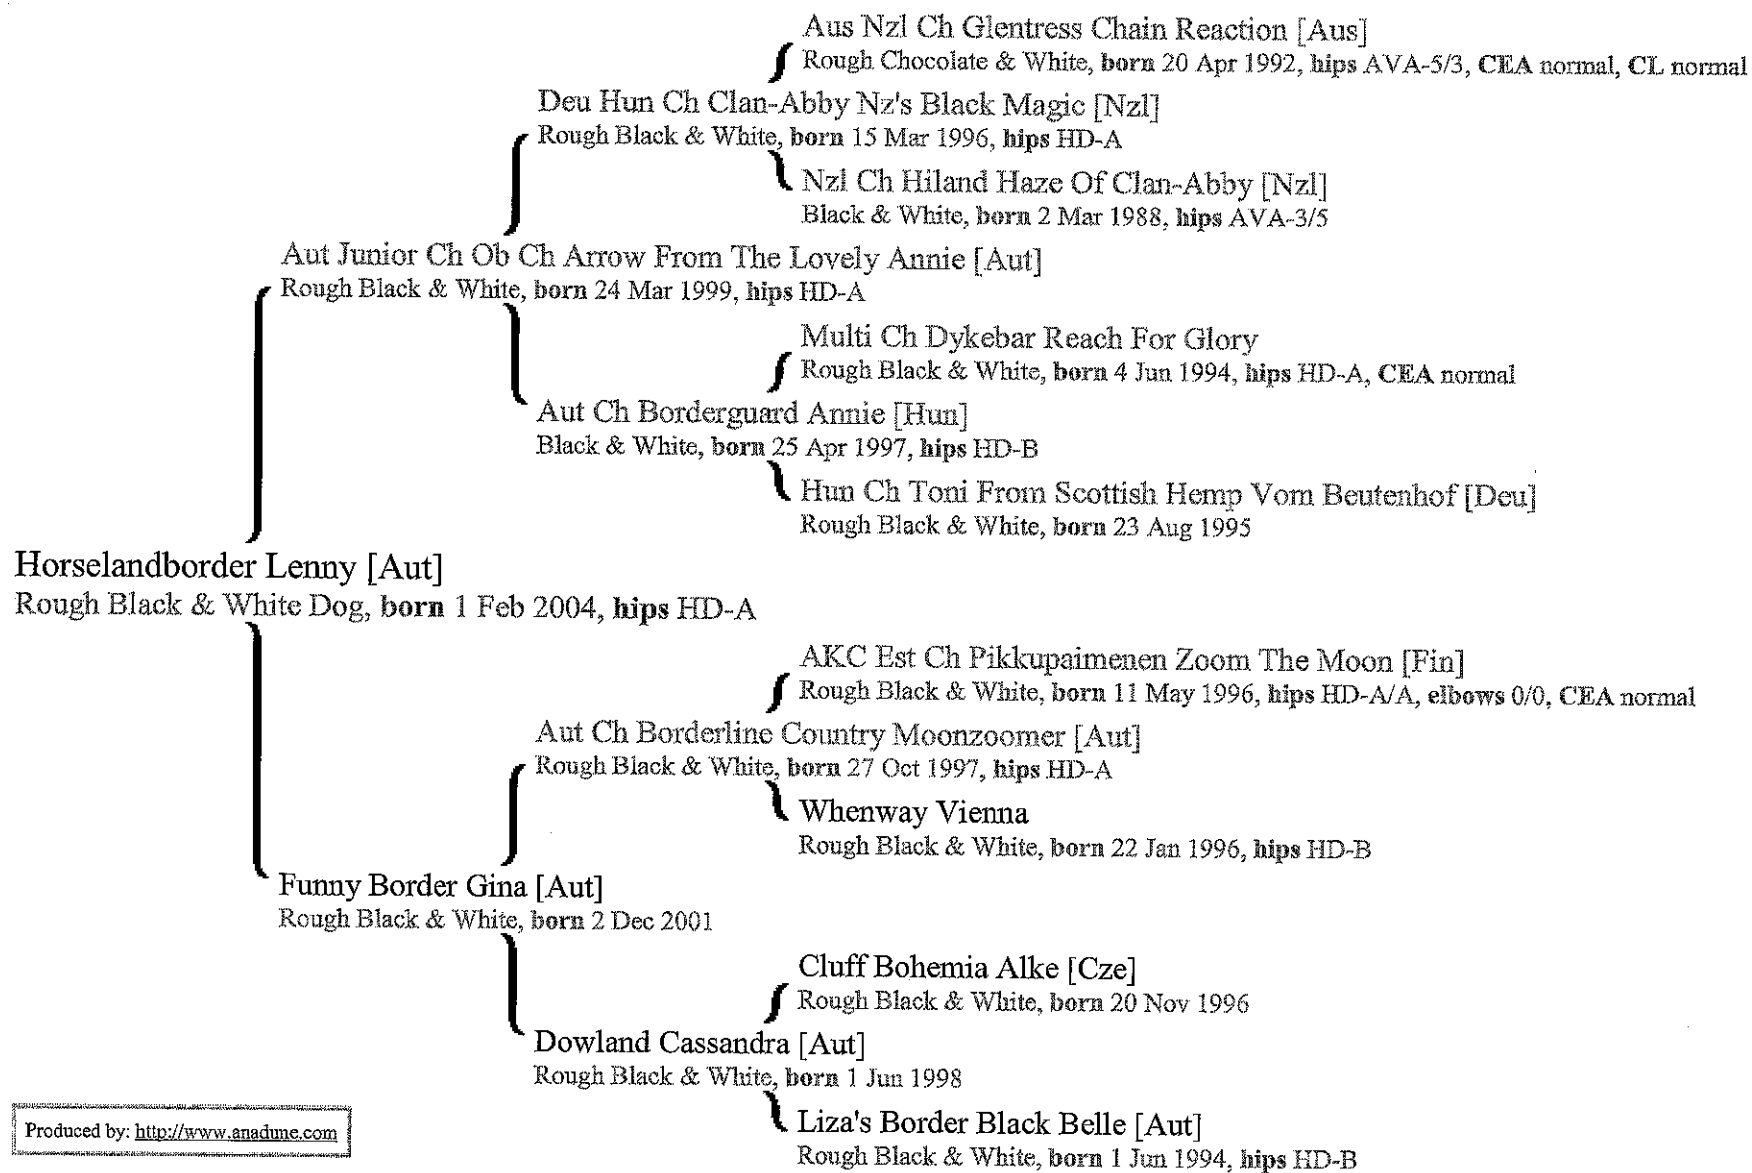 Aus Nzl Ch Glentress Chain Reaction [Aus]
Rough Chocolate & White, born 20 Apr 1992, hips AVA-5/3, CEA normal, CL normal
Deu Hun Ch Clan-Abby Nz's Black Magic [Nzl]
Rough Black & White, born 15 Mar 1996, hips HD-A
Nzl Ch Hiland Haze Of Clan-Abby [Nzl]
Black & White, born 2 Mar 1988, hips AVA-3/5
Aut Junior Ch Ob Ch Arrow From The Lovely Annie [Aut]
Rough Black & White, born 24 Mar 1999, hips HD-A
Multi Ch Dykebar Reach For Glory
Rough Black & White, born 4 Jun 1994, hips HD-A, CEA normal
Aut Ch Borderguard Annie [Hun]
Black & White, born 25 Apr 1997, hips HD-B
Hun Ch Toni From Scottish Hemp Vom Beutenhof [Deu]
Rough Black & White, born 23 Aug 1995
Horselandborder Lenny [Aut]
Rough Black & White Dog, born 1 Feb 2004, hips HD-A
AKC Est Ch Pikkupaimenen Zoom The Moon [Fin]
Rough Black & White, born 11 May 1996, hips HD-A/A, elbows 0/0, CEA normal
Aut Ch Borderline Country Moonzoomer [Aut]
Rough Black & White, born 27 Oct 1997, hips HD-A
Whenway Vienna
Rough Black & White, born 22 Jan 1996, hips HD-B
Funny Border Gina [Aut]
Rough Black & White, born 2 Dec 2001
Cluff Bohemia Alke [Cze]
Rough Black & White, born 20 Nov 1996
Dowland Cassandra [Aut]
Rough Black & White, born 1 Jun 1998
Liza's Border Black Belle [Aut]
Rough Black & White, born 1 Jun 1994, hips HD-B
Produced by: http://www.anadune.com